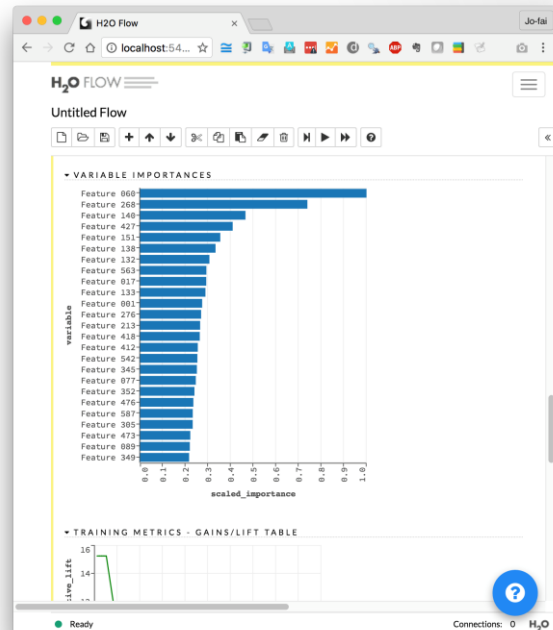 H2O Flow
Jo-fai
localhost:54...
ABP
H2O FLOW
Untitled Flow
VARIABLE IMPORTANCES
Feature 060
Feature 268
Feature 140
Feature 427
Feature 151
Feature 138
Feature 132
Feature 563
Feature 017
Feature 133
Feature 001
Feature 276
Feature 213
Feature 418
Feature 412
Feature 542
Feature 345
Feature 077
Feature 352
Feature 476
Feature 587
Feature 305
Feature 473
Feature 089
Feature 349
variable
0.0 0.1 0.2 0.3 0.4 0.5 0.6 0.7 0.8 0.9 1.0
scaled_importance
TRAINING METRICS - GAINS/LIFT TABLE
16
14
ive_lift
Ready
Connections: 0 H2O